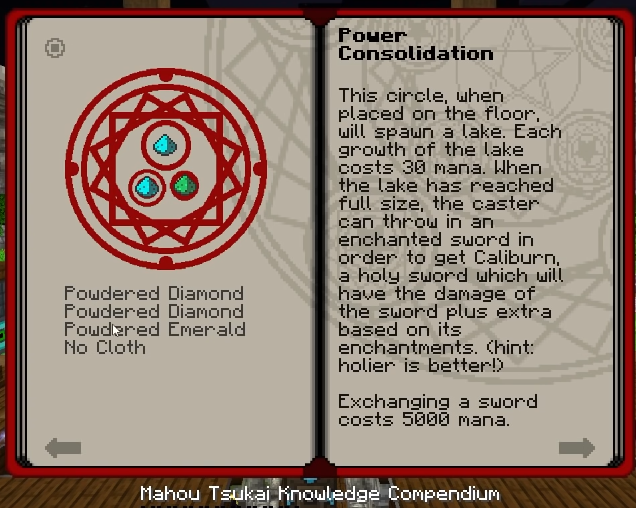 Powdered Diamond
Powdered Diamond
Powdered Emerald
No Cloth
Power
Consolidation
This circle, when
placed on the floor,
will spawn a lake. Each
growth of the lake
costs 30 mana. When
the lake has reached
full size, the caster
can throw in an
enchanted sword in
order to get Caliburn,
a holy sword which will
have the damage of
the sword plus extra
based on its
enchantments. (hint:
holier is better!)
Exchanging a sword
costs 5000 mana.
Mahou Tsukai Knowledge Compendium